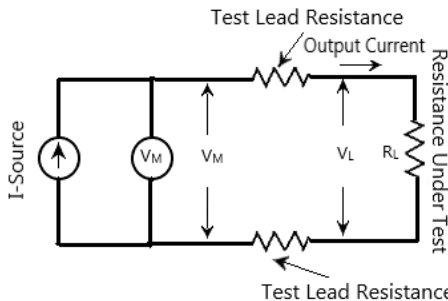 Test Lead Resistance
Output Current
I-Source
VM
VM
VL
RL
Resistance Under Test
Test Lead Resistance